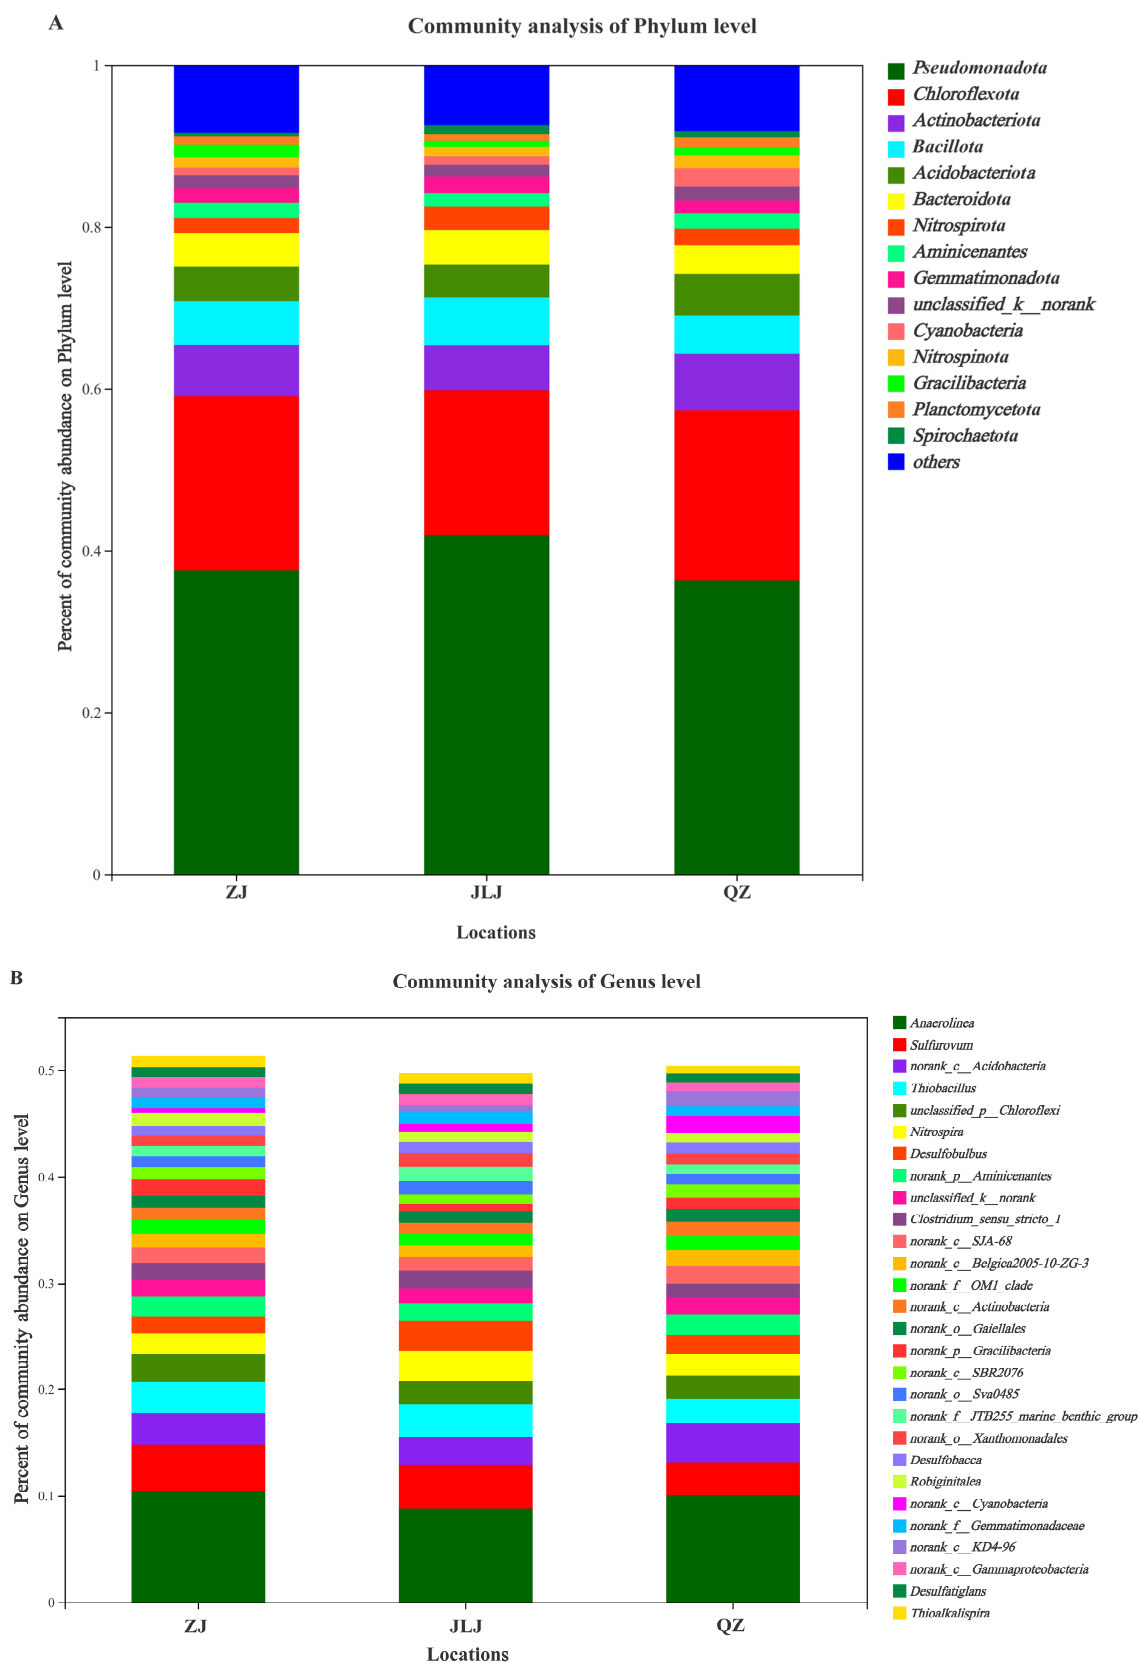 A
Community analysis of Phylum level
Percent of community abundance on Phylum level
1
0.8
0.6
0.4
0.2
0
ZJ
JLJ
QZ
Locations
Pseudomonadota
Chloroflexota
Actinobacteriota
Bacillota
Acidobacteriota
Bacteroidota
Nitrospirota
Aminicenantes
Gemmatimonadota
unclassified_k__norank
Cyanobacteria
Nitrospinota
Gracilibacteria
Planctomycetota
Spirochaetota
others
B
Community analysis of Genus level
Percent of community abundance on Genus level
0.5
0.4
0.3
0.2
0.1
0
ZJ
JLJ
QZ
Locations
Anaerolinea
Sulfurovum
norank_c__Acidobacteria
Thiobacillus
unclassified_p__Chloroflexi
Nitrospira
Desulfobulbus
norank_p__Aminicenantes
unclassified_k__norank
Clostridium_sensu_stricto_1
norank_c__SJA-68
norank_c__Belgica2005-10-ZG-3
norank_f__OM1_clade
norank_c__Actinobacteria
norank_o__Gaiellales
norank_p__Gracilibacteria
norank_c__SBR2076
norank_o__Sva0485
norank_f__JTB255_marine_benthic_group
norank_o__Xanthomonadales
Desulfobacca
Robiginitalea
norank_c__Cyanobacteria
norank_f__Gemmatimonadaceae
norank_c__KD4-96
norank_c__Gammaproteobacteria
Desulfatiglans
Thioalkalispira